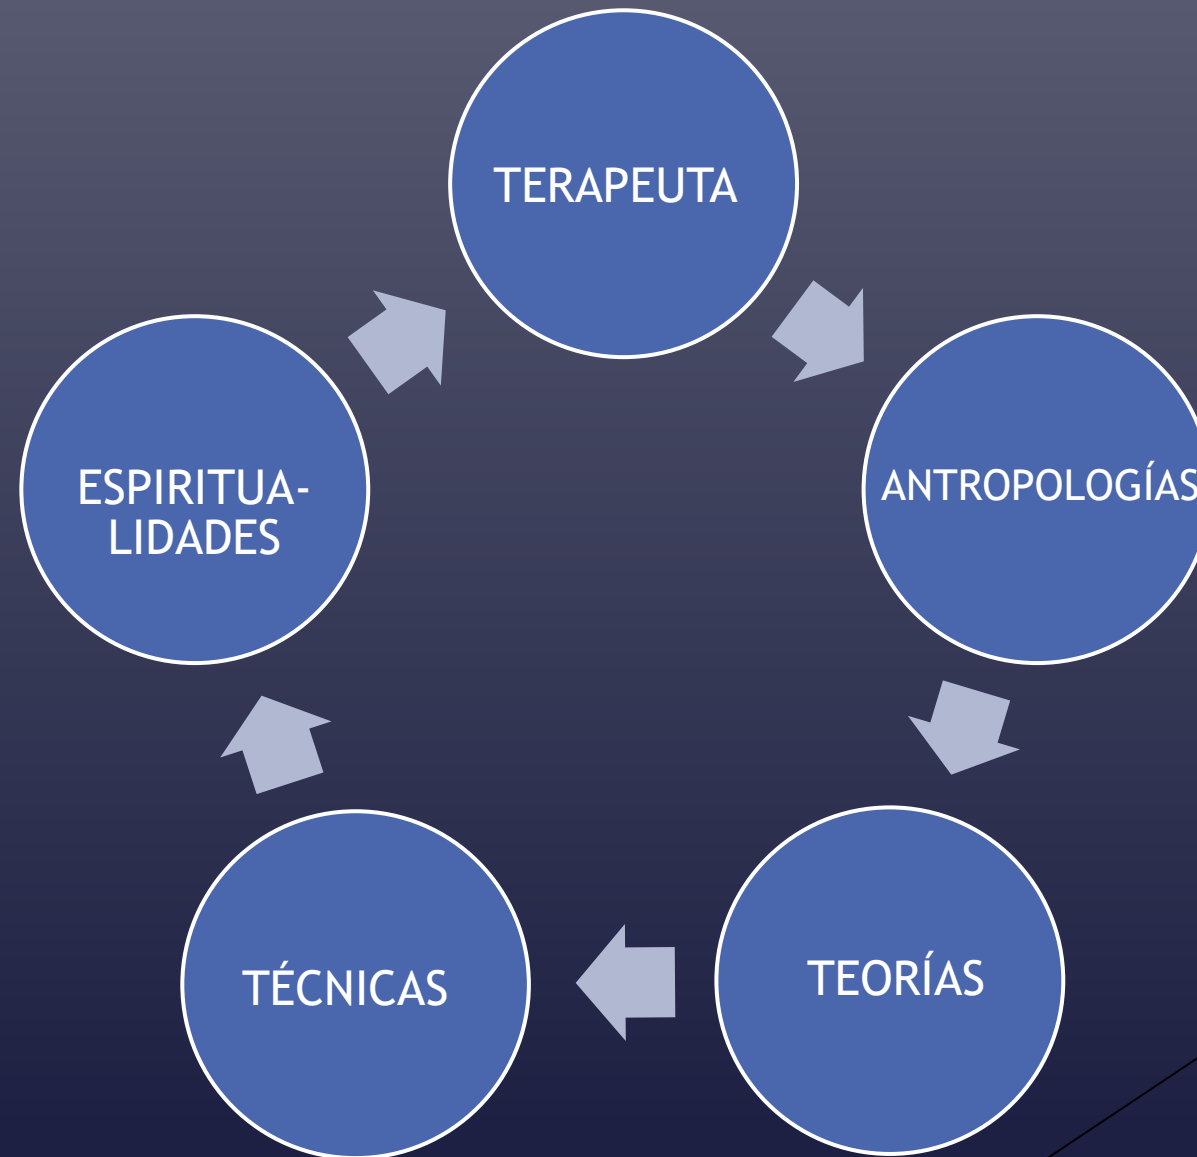 TERAPEUTA
ANTROPOLOGÍAS
TEORÍAS
TÉCNICAS
ESPIRITUA-
LIDADES